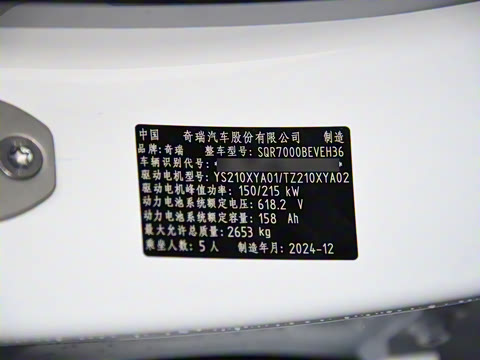 中国 奇瑞汽车股份有限公司 制造
品牌: 奇瑞 整车型号: SQR7000BEVEH36
车辆识别代号: * *
驱动电机型号: YS210XYA01/TZ210XYA02
驱动电机峰值功率: 150/215 kW
动力电池系统额定电压: 618.2 V
动力电池系统额定容量: 158 Ah
最大允许总质量: 2653 kg
乘坐人数: 5 人 制造年月: 2024-12